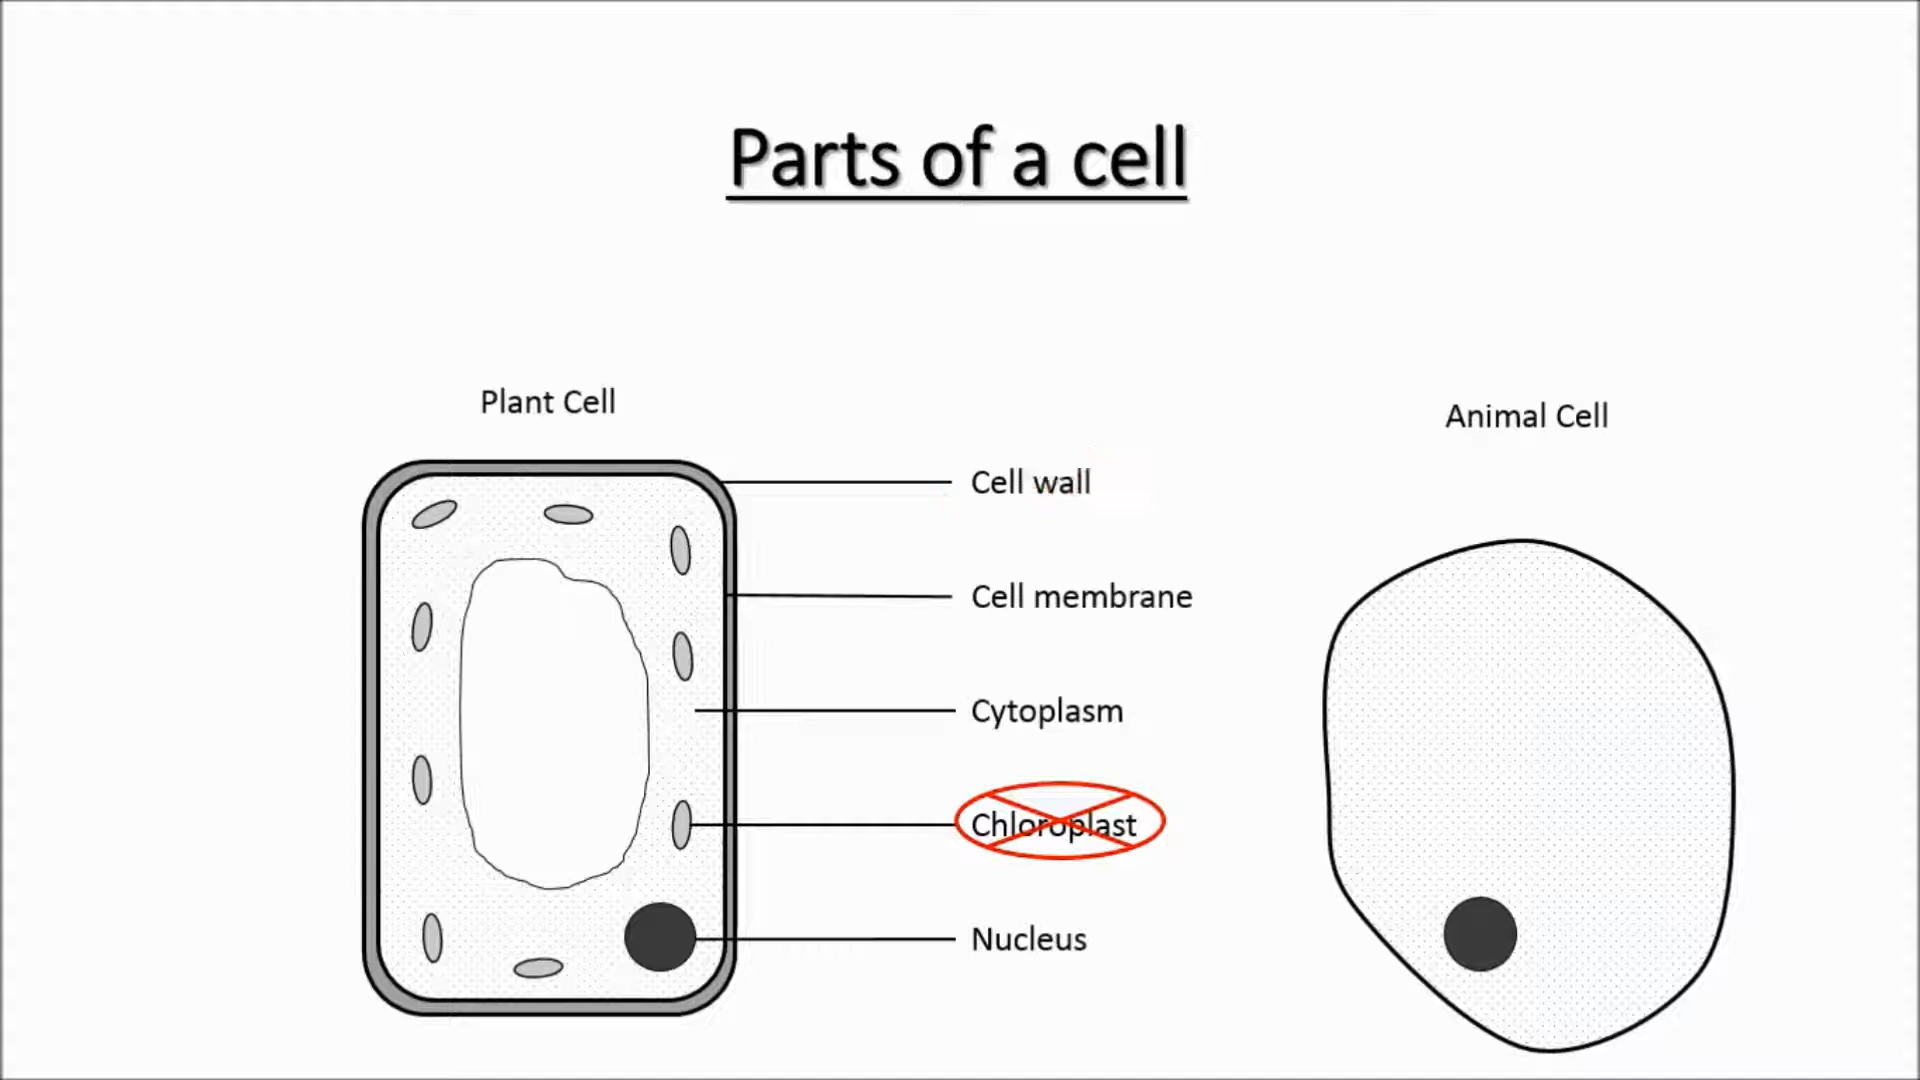 Parts of a cell
Plant Cell
Animal Cell
Cell wall
Cell membrane
Cytoplasm
Chloroplast
Nucleus